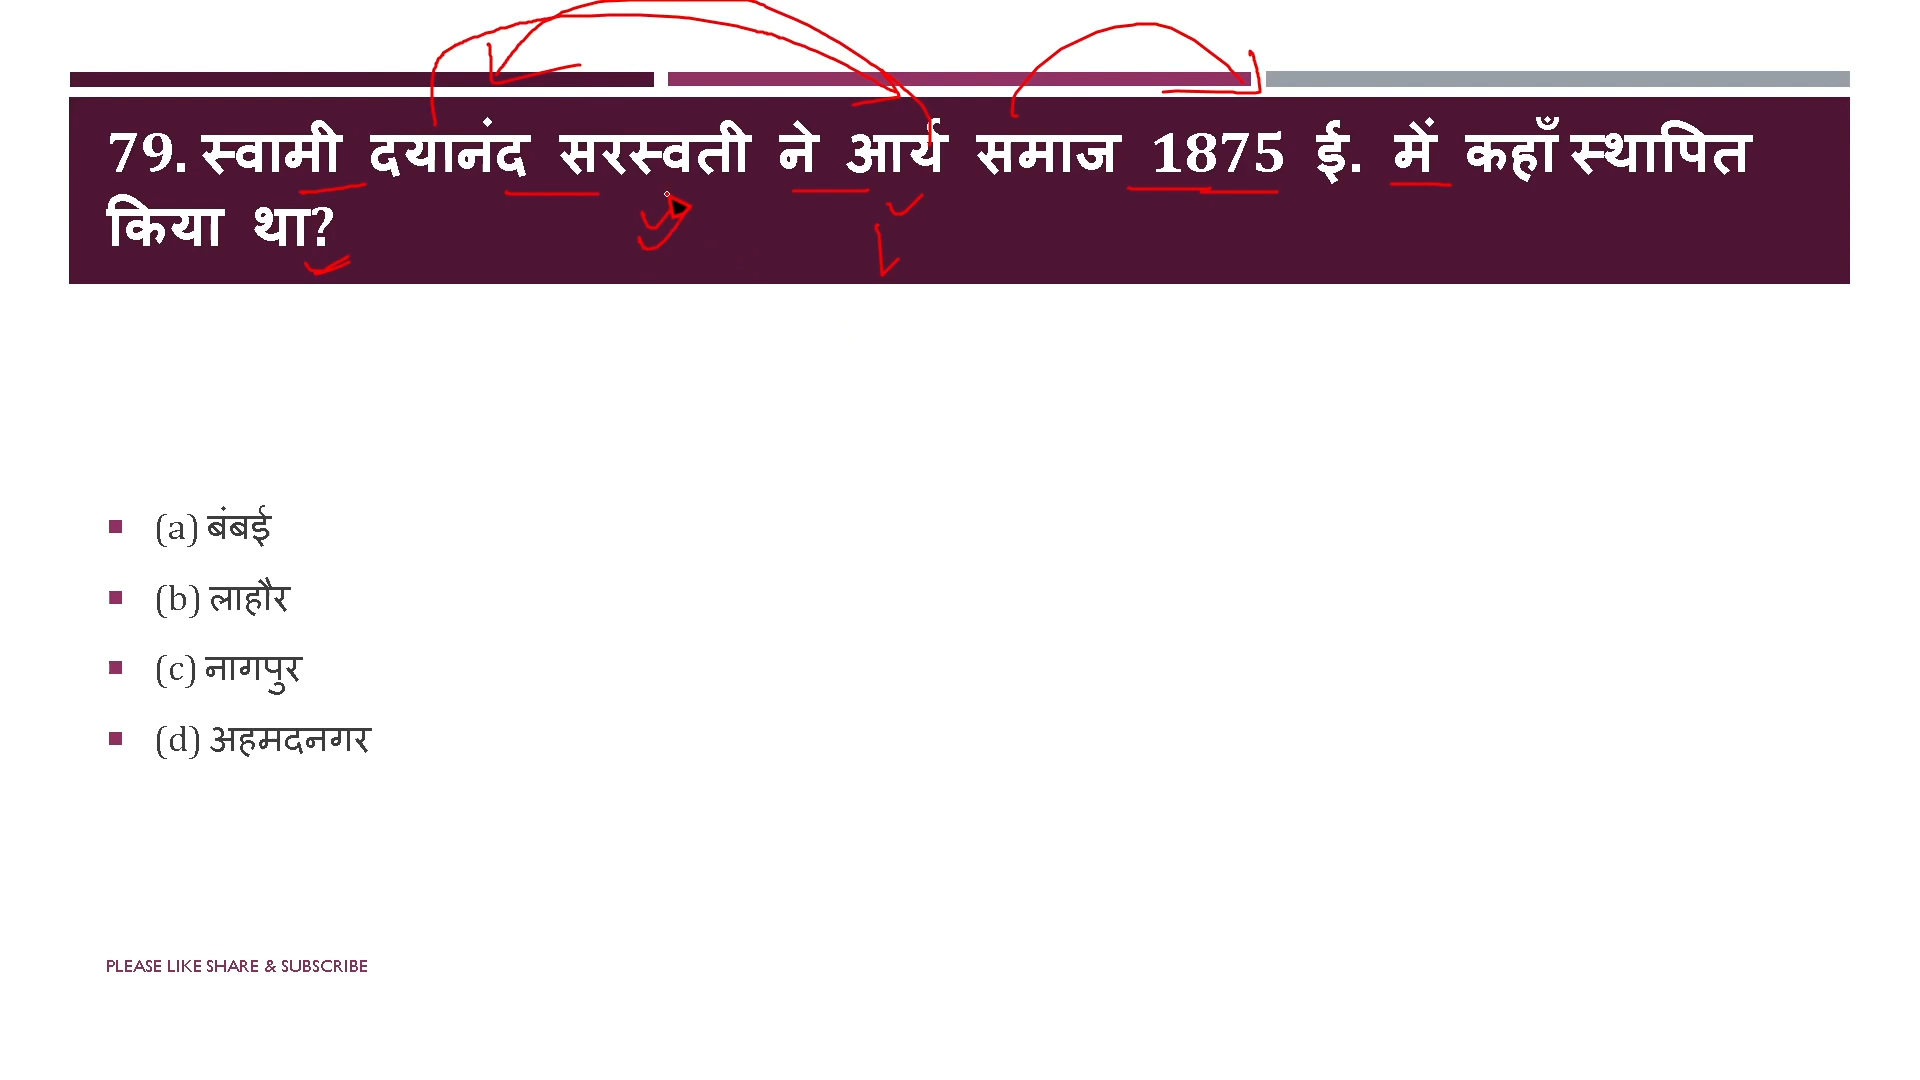 79. स्वामी दयानंद सरस्वती ने आर्य समाज 1875 ई. में कहाँ स्थापित
किया था?
(a) बंबई
(b) लाहौर
(c) नागपुर
(d) अहमदनगर
PLEASE LIKE SHARE & SUBSCRIBE